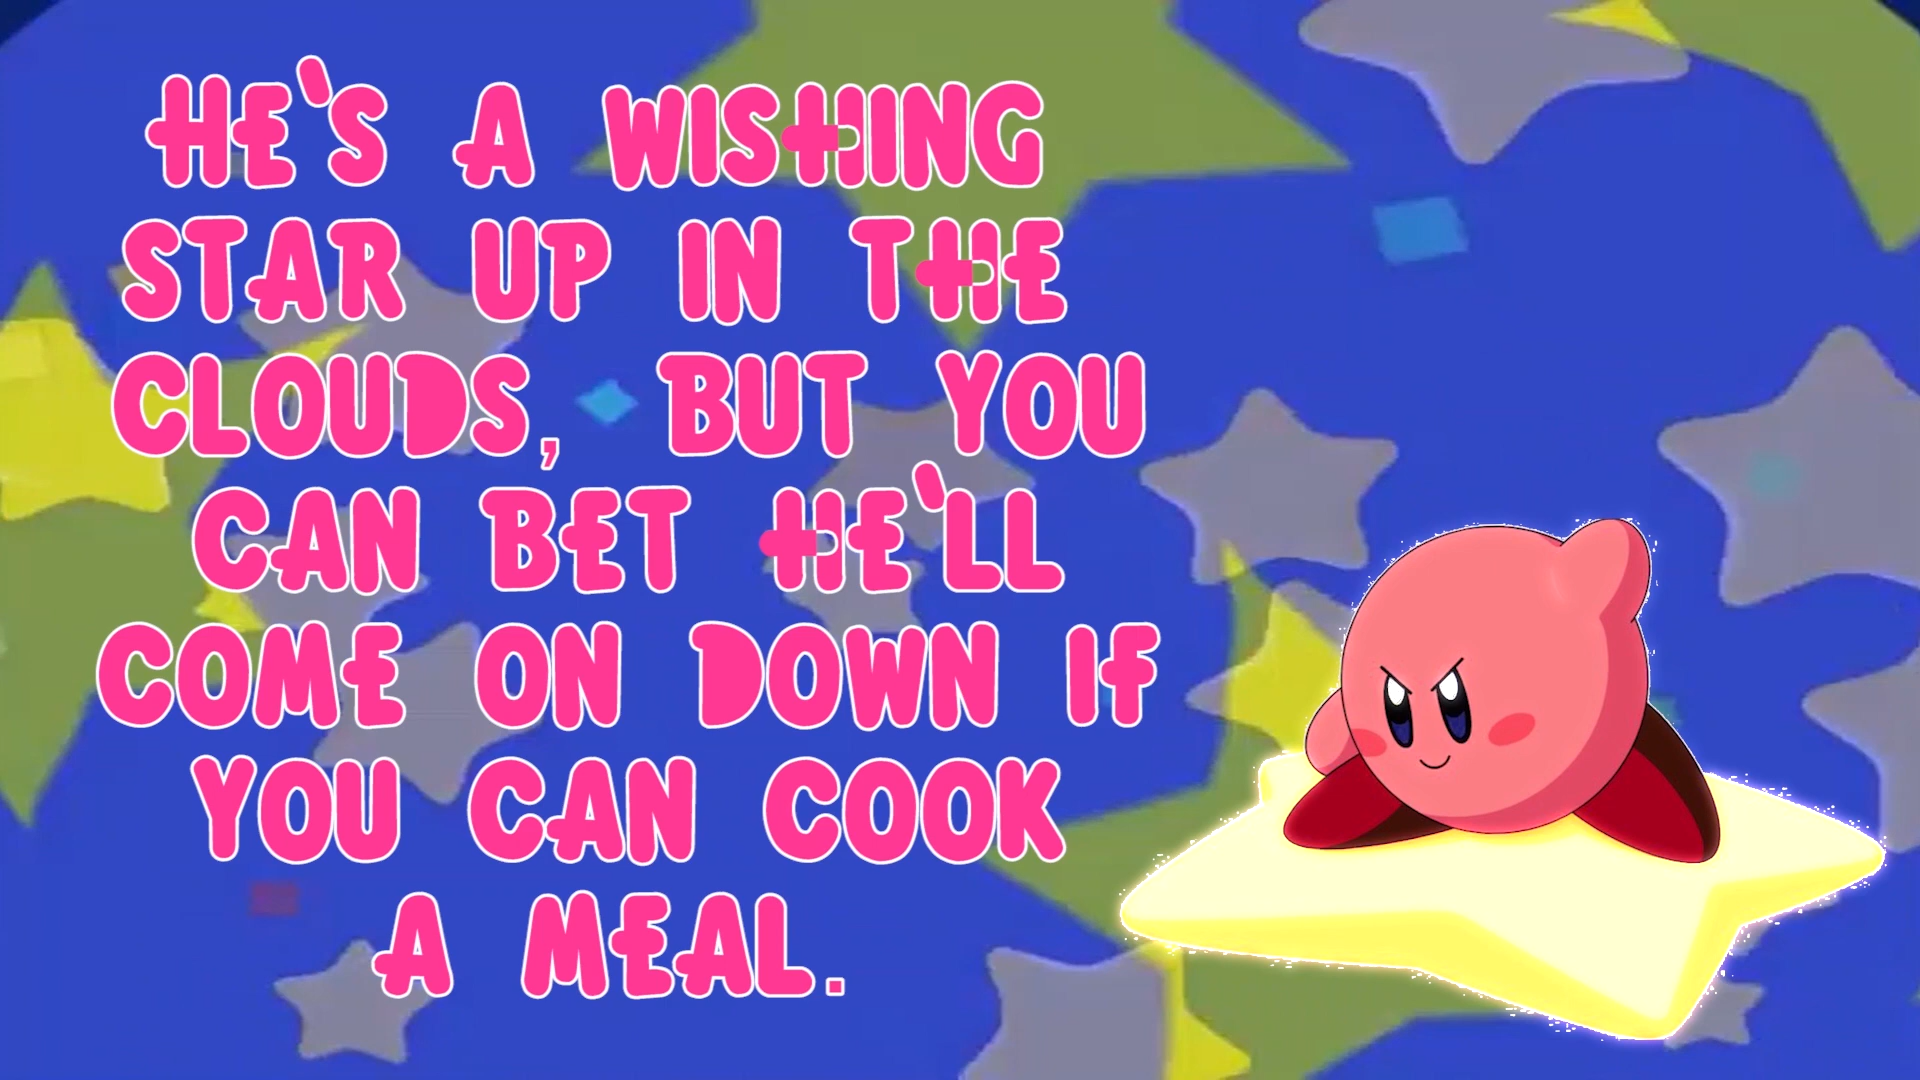 HE'S A WISHING
STAR UP IN THE
CLOUDS, BUT YOU
CAN BET HE'LL
COME ON DOWN IF
YOU CAN COOK
A MEAL.